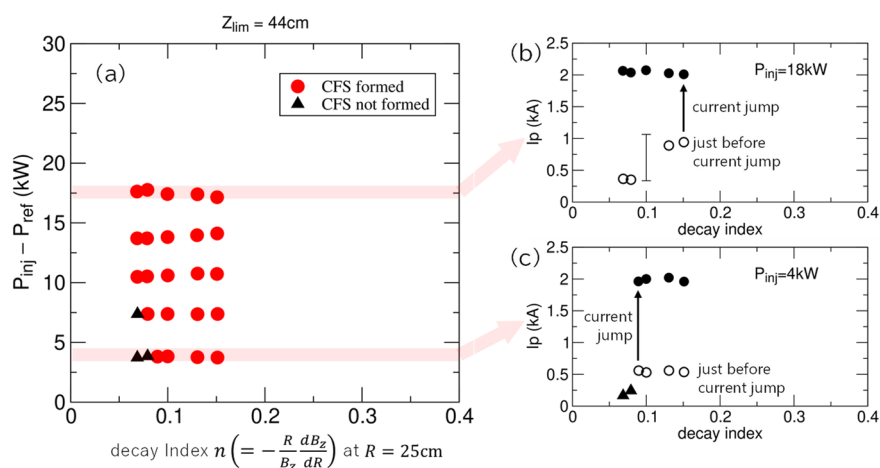 Z_lim = 44cm
(a)
CFS formed
CFS not formed
30
25
20
15
10
5
0
P_inj − P_ref (kW)
0
0.1
0.2
0.3
0.4
decay Index n (= − R/B_z dB_z/dR) at R = 25cm
(b)
P_inj=18kW
2.5
2
1.5
1
0.5
0
Ip (kA)
current jump
just before
current jump
0
0.1
0.2
0.3
0.4
decay index
(c)
P_inj=4kW
2.5
2
1.5
1
0.5
0
Ip (kA)
current
jump
just before
current jump
0
0.1
0.2
0.3
0.4
decay index